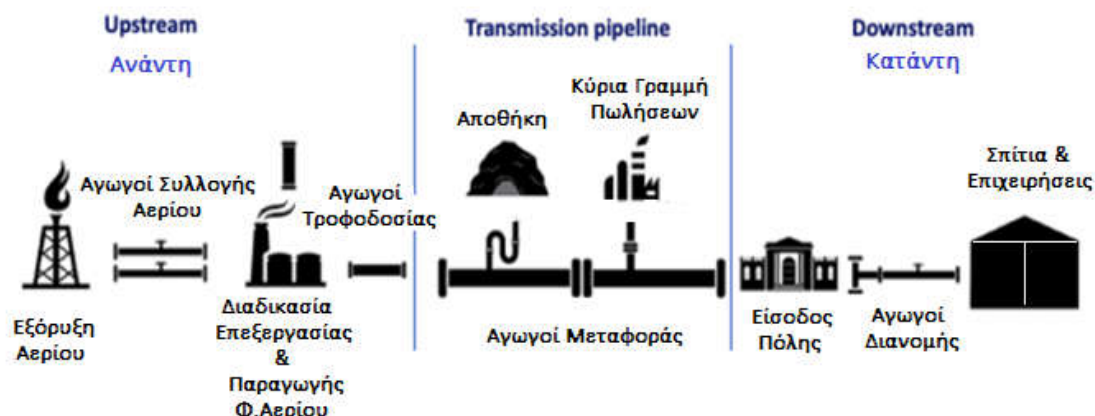 Upstream
Ανάντη
Αγωγοί Συλλογής
Αερίου
Εξόρυξη
Αερίου
Αγωγοί
Τροφοδοσίας
Διαδικασία
Επεξεργασίας
&
Παραγωγής
Φ.Αερίου
Transmission pipeline
Αποθήκη
Κύρια Γραμμή
Πωλήσεων
Αγωγοί Μεταφοράς
Downstream
Κατάντη
Σπίτια &
Επιχειρήσεις
Είσοδος
Πόλης
Αγωγοί
Διανομής